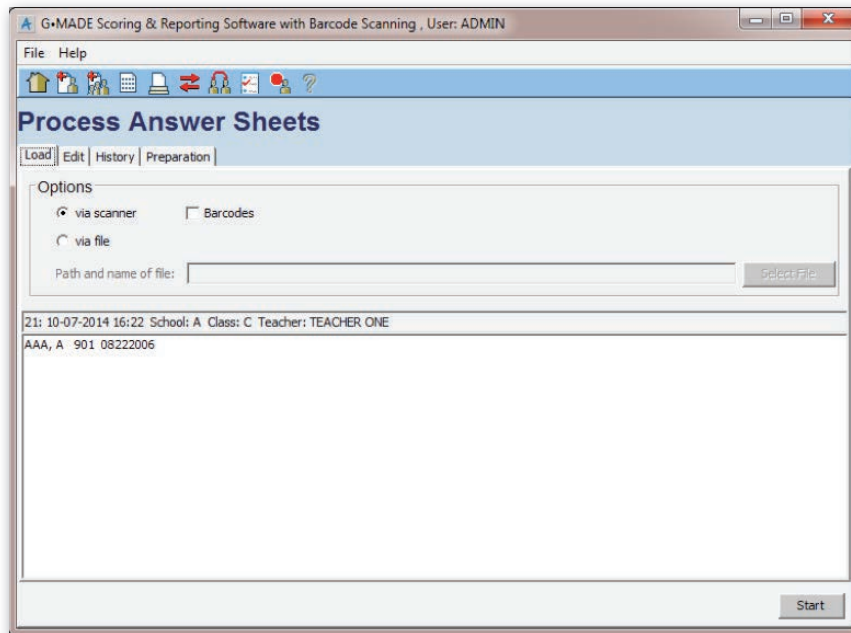 G•MADE Scoring & Reporting Software with Barcode Scanning , User: ADMIN
File Help
Process Answer Sheets
Load Edit History Preparation
Options
via scanner Barcodes
via file
Path and name of file: Select File
21: 10-07-2014 16:22 School: A Class: C Teacher: TEACHER ONE
AAA, A 901 08222006
Start